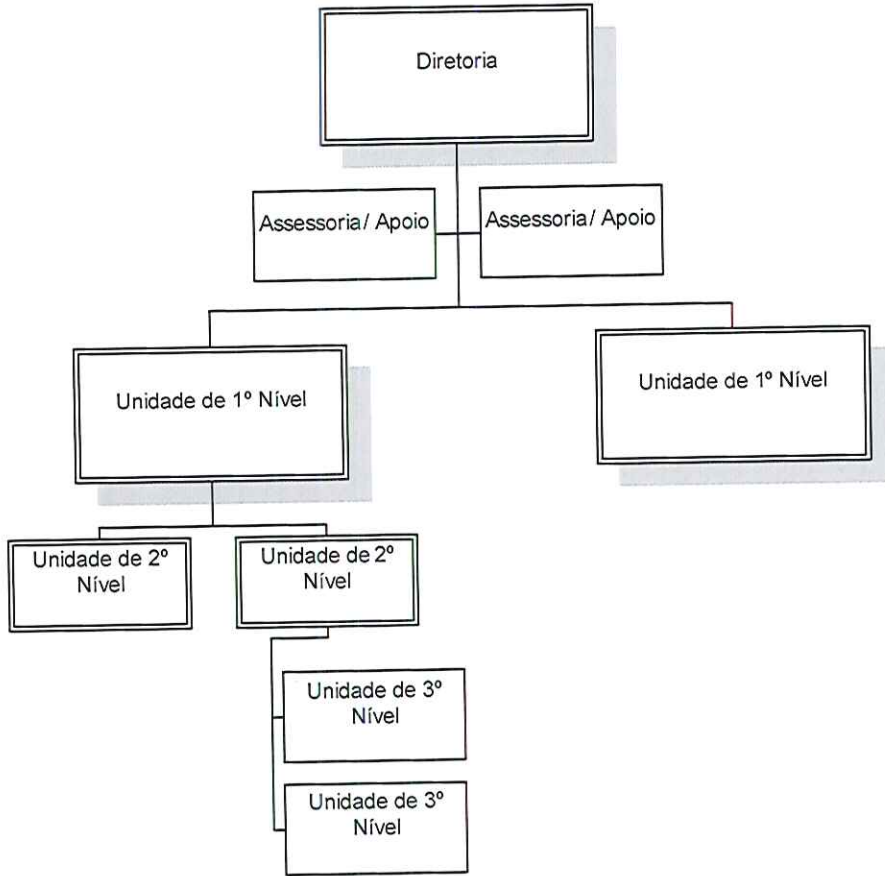 Diretoria
Assessoria/ Apoio
Assessoria/ Apoio
Unidade de 1º Nível
Unidade de 1º Nível
Unidade de 2º
Nível
Unidade de 2º
Nível
Unidade de 3º
Nível
Unidade de 3º
Nível